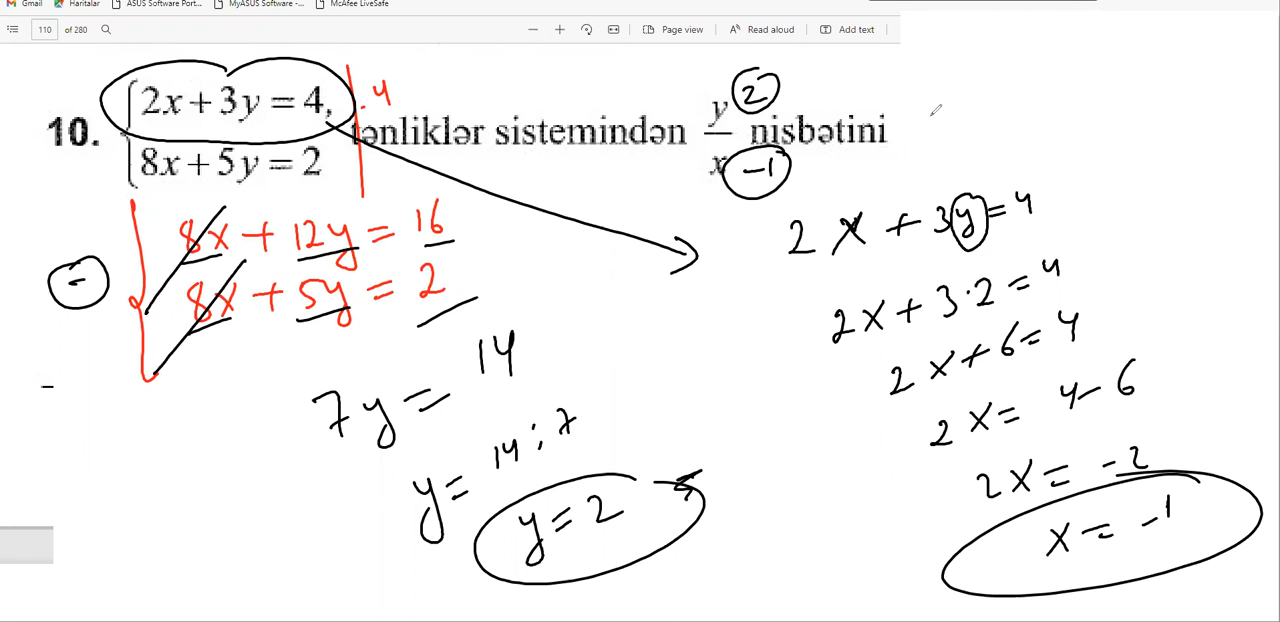 Gmail Haritalar ASUS Software Port... MyASUS Software -... McAfee LiveSafe
110 of 280 Page view Read aloud Add text
10. {2x + 3y = 4, 8x + 5y = 2 tənliklər sistemindən y/x nisbətini
. 4
2
-1
8x + 12y = 16
8x + 5y = 2
-
7y = 14
y = 14 : 7
y = 2
2x + 3y = 4
2x + 3·2 = 4
2x + 6 = 4
2x = 4 - 6
2x = -2
x = -1